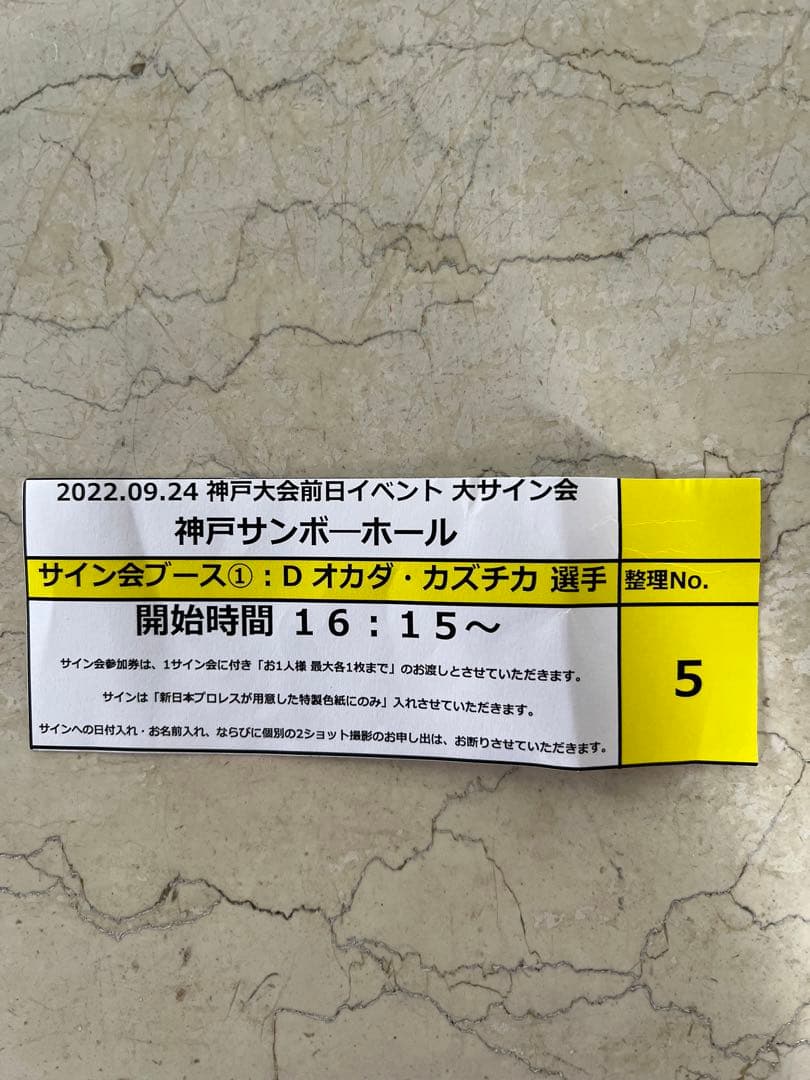 2022.09.24 神戸大会前日イベント 大サイン会
神戸サンボーホール
サイン会ブース①：D オカダ・カズチカ 選手
整理No.
開始時間 １６：１５～
5
サイン会参加券は、1サイン会に付き「お1人様 最大各1枚まで」のお渡しとさせていただきます。
サインは「新日本プロレスが用意した特製色紙にのみ」入れさせていただきます。
サインへの日付入れ・お名前入れ、ならびに個別の2ショット撮影のお申し出は、お断りさせていただきます。